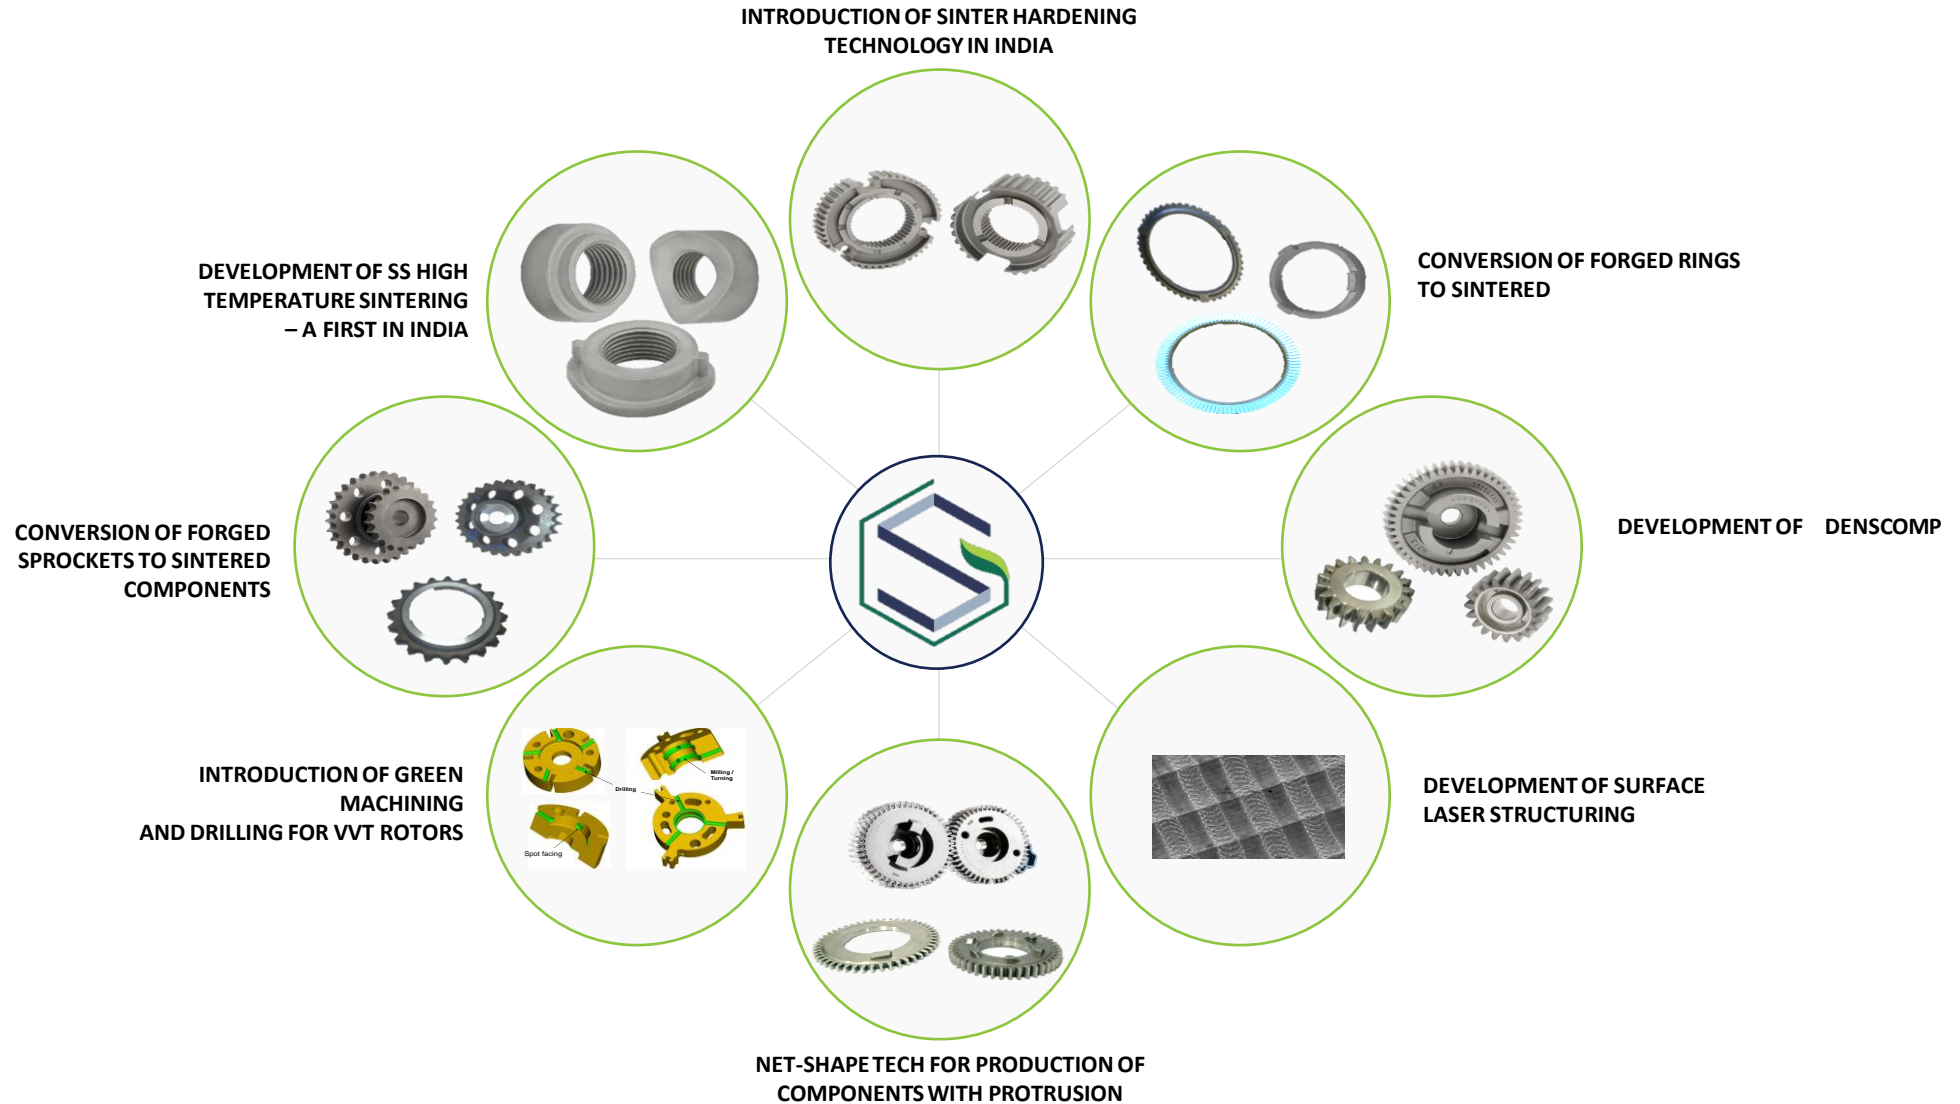 INTRODUCTION OF SINTER HARDENING
TECHNOLOGY IN INDIA
CONVERSION OF FORGED RINGS
TO SINTERED
DEVELOPMENT OF DENSCOMP
DEVELOPMENT OF SURFACE
LASER STRUCTURING
NET-SHAPE TECH FOR PRODUCTION OF
COMPONENTS WITH PROTRUSION
INTRODUCTION OF GREEN
MACHINING
AND DRILLING FOR VVT ROTORS
Milling /
Turning
Drilling
Spot facing
CONVERSION OF FORGED
SPROCKETS TO SINTERED
COMPONENTS
DEVELOPMENT OF SS HIGH
TEMPERATURE SINTERING
– A FIRST IN INDIA